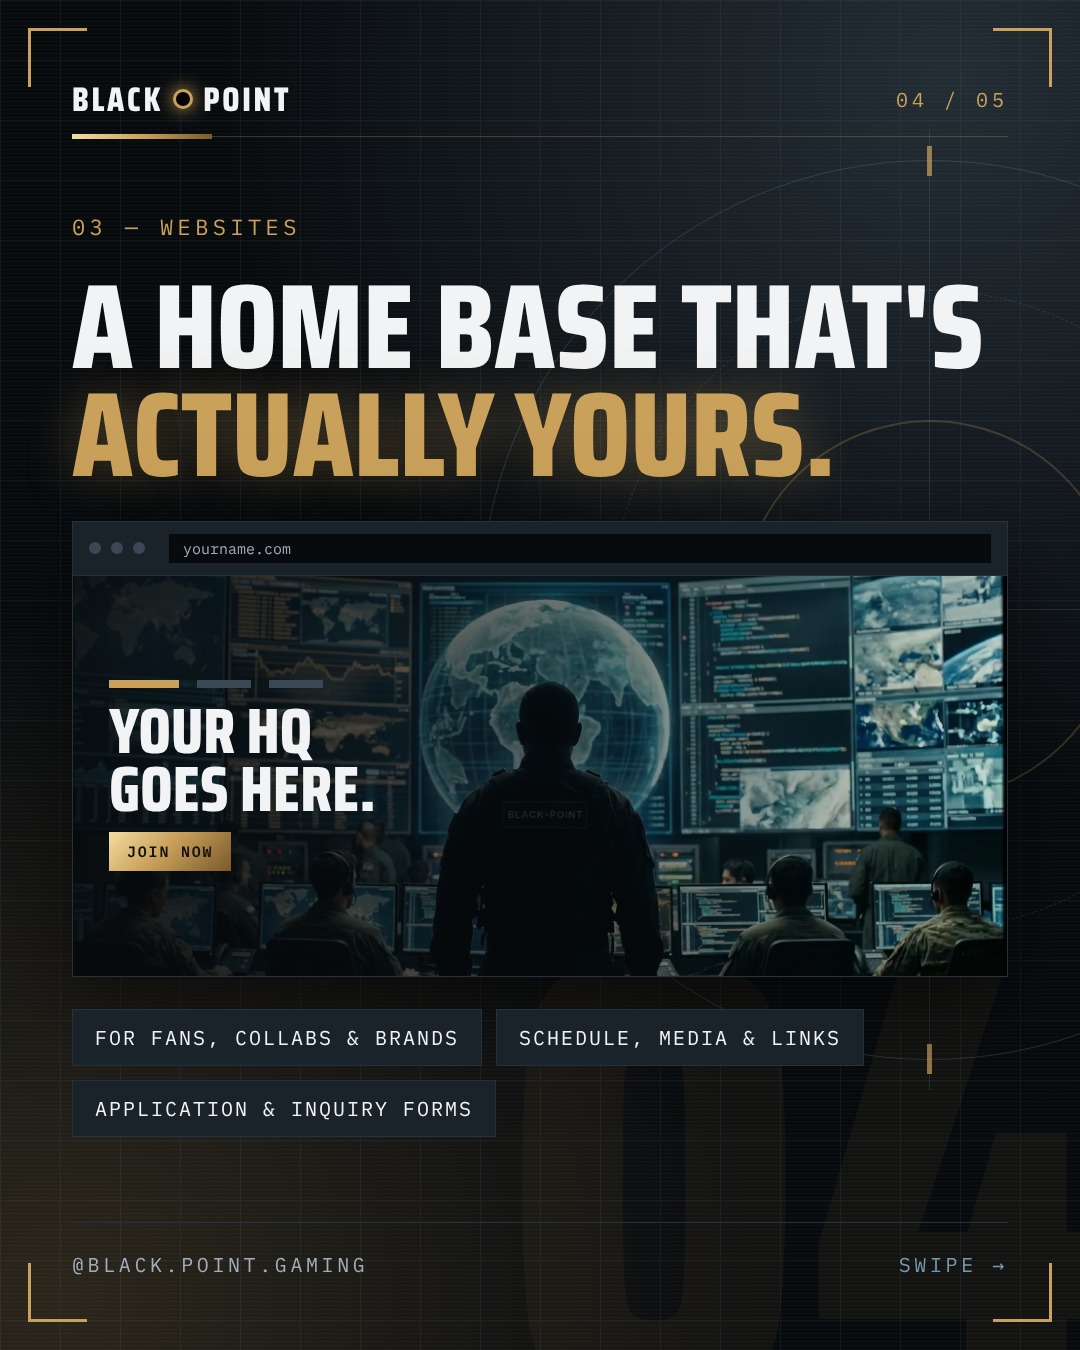 BLACK POINT
04 / 05
03 — WEBSITES
A HOME BASE THAT'S
ACTUALLY YOURS.
yourname.com
YOUR HQ
GOES HERE.
JOIN NOW
BLACK POINT
FOR FANS, COLLABS & BRANDS
SCHEDULE, MEDIA & LINKS
APPLICATION & INQUIRY FORMS
04
@BLACK.POINT.GAMING
SWIPE →